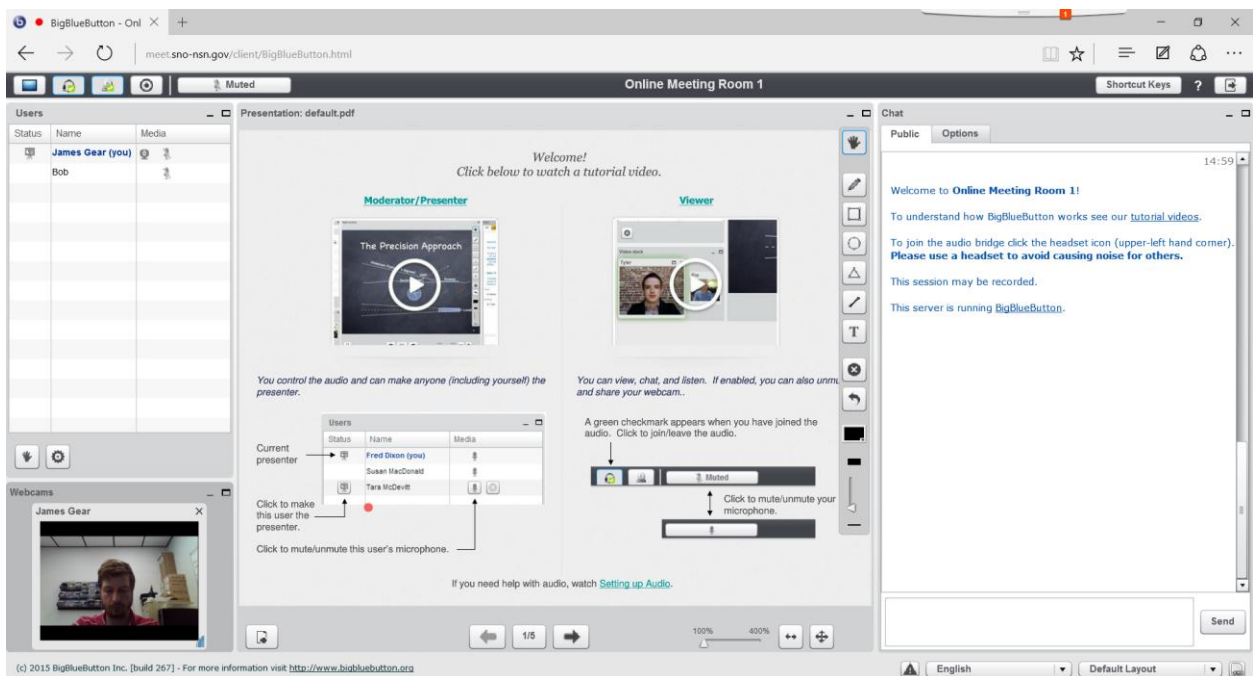 BigBlueButton - Onl
1
meet.sno-nsn.gov/client/BigBlueButton.html
Muted
Online Meeting Room 1
Shortcut Keys
?
Users
Status Name Media
James Gear (you)
Bob
Webcams
James Gear
Presentation: default.pdf
Welcome!
Click below to watch a tutorial video.
Moderator/Presenter
The Precision Approach
You control the audio and can make anyone (including yourself) the
presenter.
Users
Status Name Media
Fred Dixon (you)
Susan MacDonald
Tara McDevitt
Current
presenter
Click to make
this user the
presenter.
Click to mute/unmute this user's microphone.
Viewer
Tyler
You can view, chat, and listen. If enabled, you can also unmu
and share your webcam..
A green checkmark appears when you have joined the
audio. Click to join/leave the audio.
Muted
Click to mute/unmute your
microphone.
If you need help with audio, watch Setting up Audio.
T
1/5
100% 400%
Chat
Public Options
14:59
Welcome to Online Meeting Room 1!
To understand how BigBlueButton works see our tutorial videos.
To join the audio bridge click the headset icon (upper-left hand corner).
Please use a headset to avoid causing noise for others.
This session may be recorded.
This server is running BigBlueButton.
Send
(c) 2015 BigBlueButton Inc. [build 267] - For more information visit http://www.bigbluebutton.org
English
Default Layout